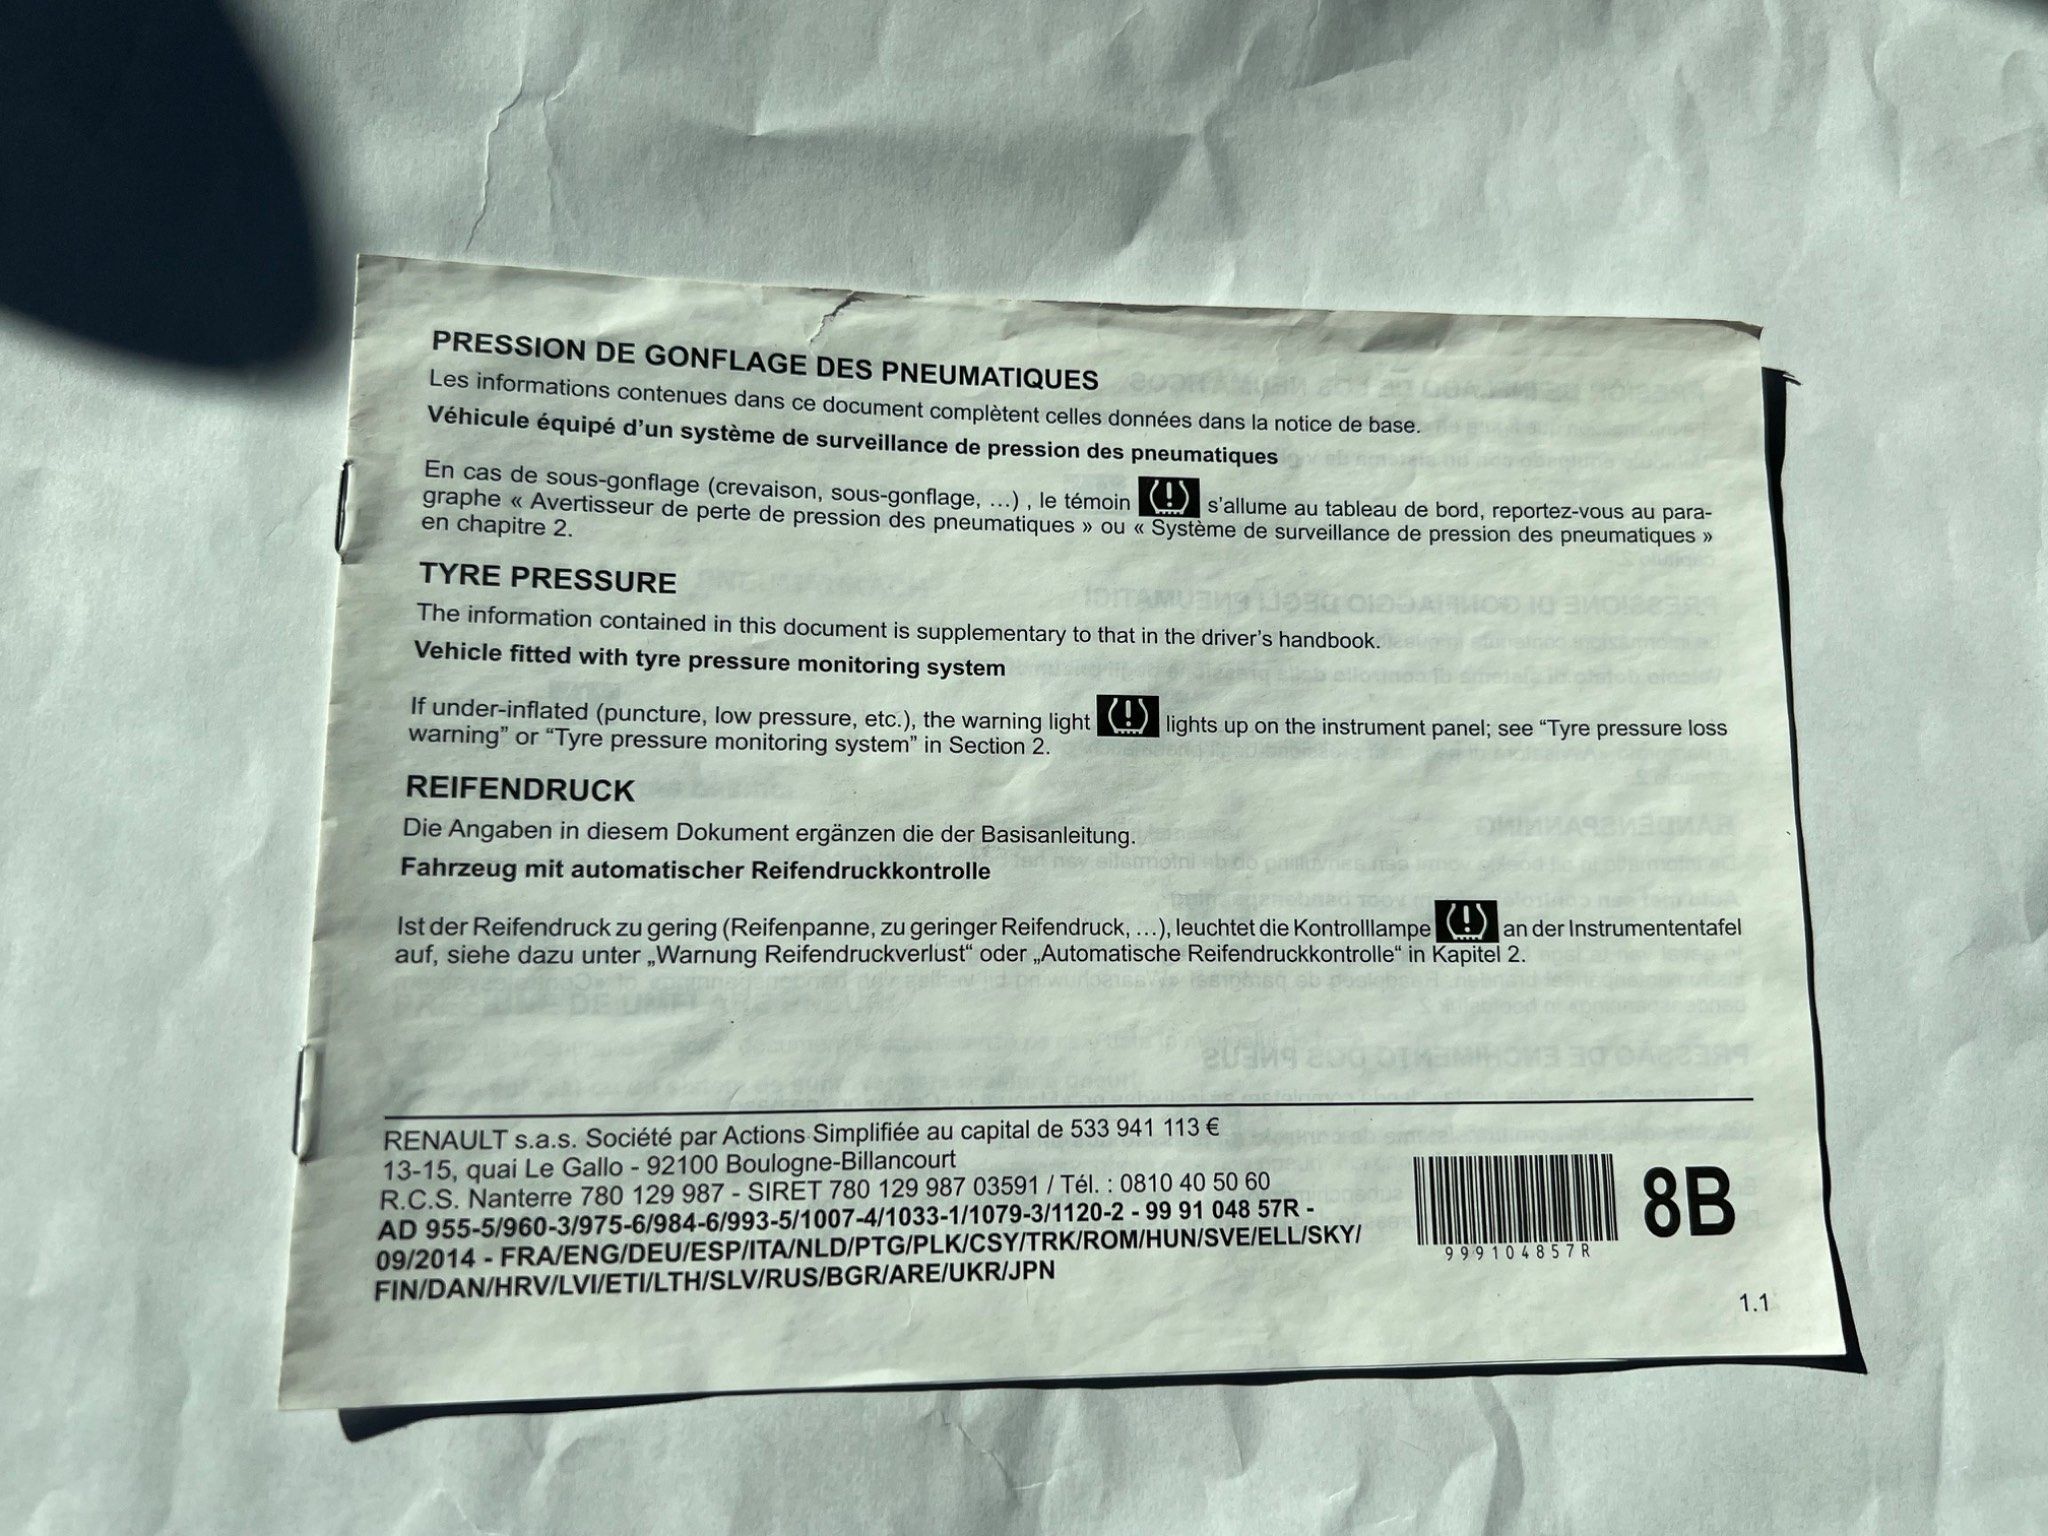 PRESSION DE GONFLAGE DES PNEUMATIQUES
Les informations contenues dans ce document complètent celles données dans la notice de base.
Véhicule équipé d'un système de surveillance de pression des pneumatiques
En cas de sous-gonflage (crevaison, sous-gonflage, …) , le témoin s'allume au tableau de bord, reportez-vous au para-
graphe « Avertisseur de perte de pression des pneumatiques » ou « Système de surveillance de pression des pneumatiques »
en chapitre 2.
TYRE PRESSURE
The information contained in this document is supplementary to that in the driver's handbook.
Vehicle fitted with tyre pressure monitoring system
If under-inflated (puncture, low pressure, etc.), the warning light lights up on the instrument panel; see “Tyre pressure loss
warning” or “Tyre pressure monitoring system” in Section 2.
REIFENDRUCK
Die Angaben in diesem Dokument ergänzen die der Basisanleitung.
Fahrzeug mit automatischer Reifendruckkontrolle
Ist der Reifendruck zu gering (Reifenpanne, zu geringer Reifendruck, …), leuchtet die Kontrolllampe an der Instrumententafel
auf, siehe dazu unter „Warnung Reifendruckverlust“ oder „Automatische Reifendruckkontrolle“ in Kapitel 2.
RENAULT s.a.s. Société par Actions Simplifiée au capital de 533 941 113 €
13-15, quai Le Gallo - 92100 Boulogne-Billancourt
R.C.S. Nanterre 780 129 987 - SIRET 780 129 987 03591 / Tél. : 0810 40 50 60
AD 955-5/960-3/975-6/984-6/993-5/1007-4/1033-1/1079-3/1120-2 - 99 91 048 57R -
09/2014 - FRA/ENG/DEU/ESP/ITA/NLD/PTG/PLK/CSY/TRK/ROM/HUN/SVE/ELL/SKY/
FIN/DAN/HRV/LVI/ETI/LTH/SLV/RUS/BGR/ARE/UKR/JPN
999104857R
8B
1.1